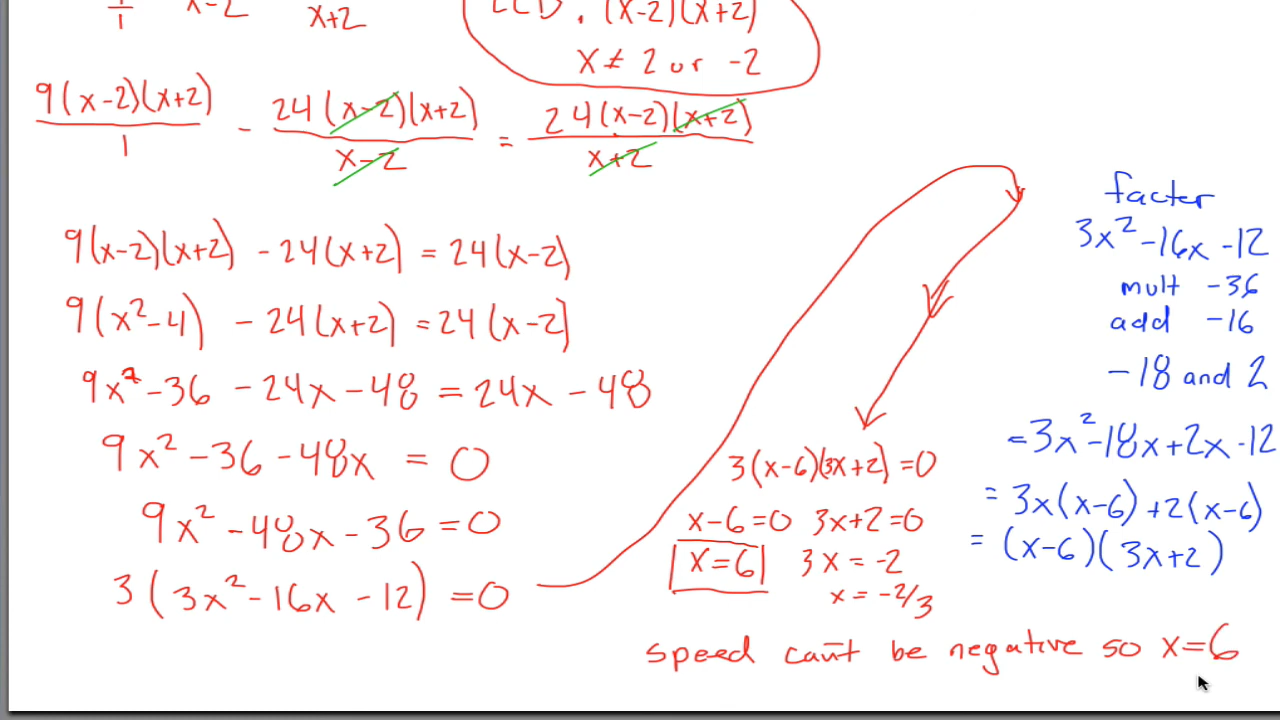 1 x-2 x+2
LCD: (x-2)(x+2)
x ≠ 2 or -2
9(x-2)(x+2)/1 - 24(x-2)(x+2)/x-2 = 24(x-2)(x+2)/x+2
9(x-2)(x+2) - 24(x+2) = 24(x-2)
9(x²-4) - 24(x+2) = 24(x-2)
9x²-36 - 24x-48 = 24x - 48
9x² - 36 - 48x = 0
9x² - 48x - 36 = 0
3(3x² - 16x - 12) = 0
3(x-6)(3x+2) = 0
x-6=0 3x+2=0
x=6 3x = -2
x = -2/3
speed can't be negative so x=6
facter
3x² -16x -12
mult -36
add -16
-18 and 2
=3x²-18x+2x-12
= 3x(x-6)+2(x-6)
= (x-6)(3x+2)